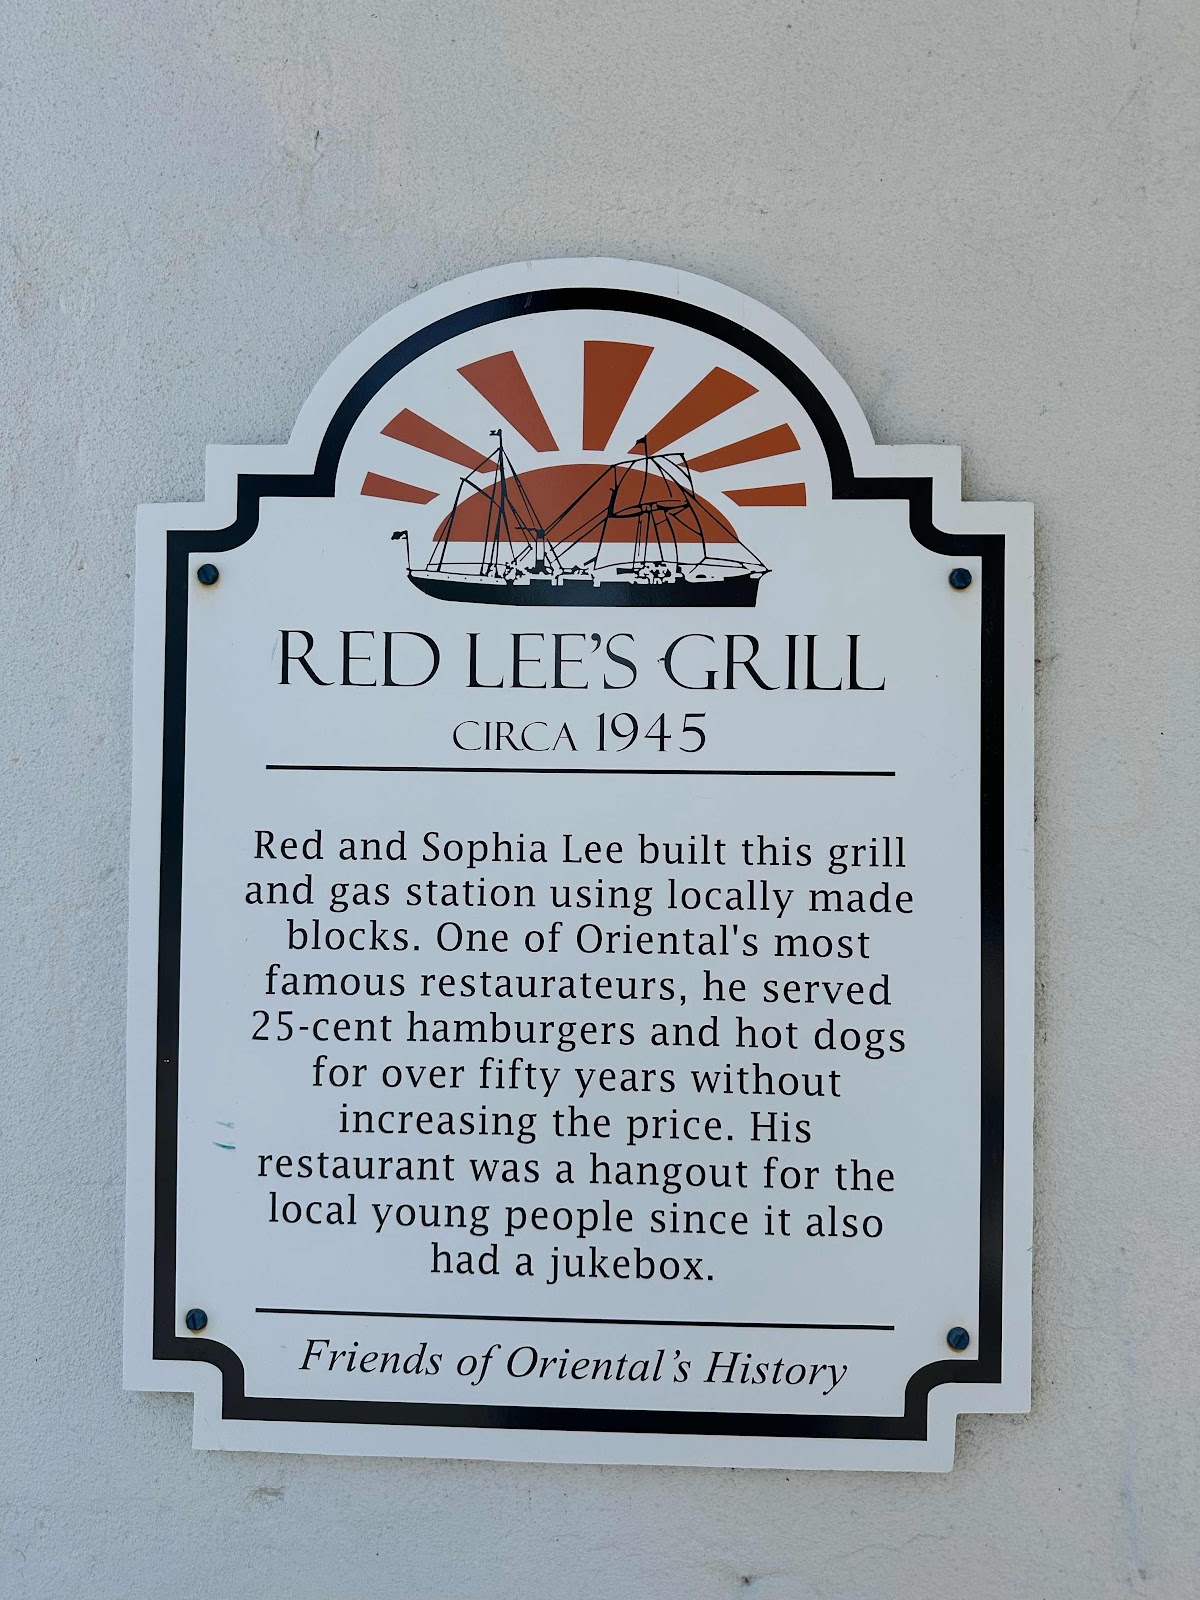 RED LEE'S GRILL
CIRCA 1945
Red and Sophia Lee built this grill
and gas station using locally made
blocks. One of Oriental's most
famous restaurateurs, he served
25-cent hamburgers and hot dogs
for over fifty years without
increasing the price. His
restaurant was a hangout for the
local young people since it also
had a jukebox.
Friends of Oriental's History